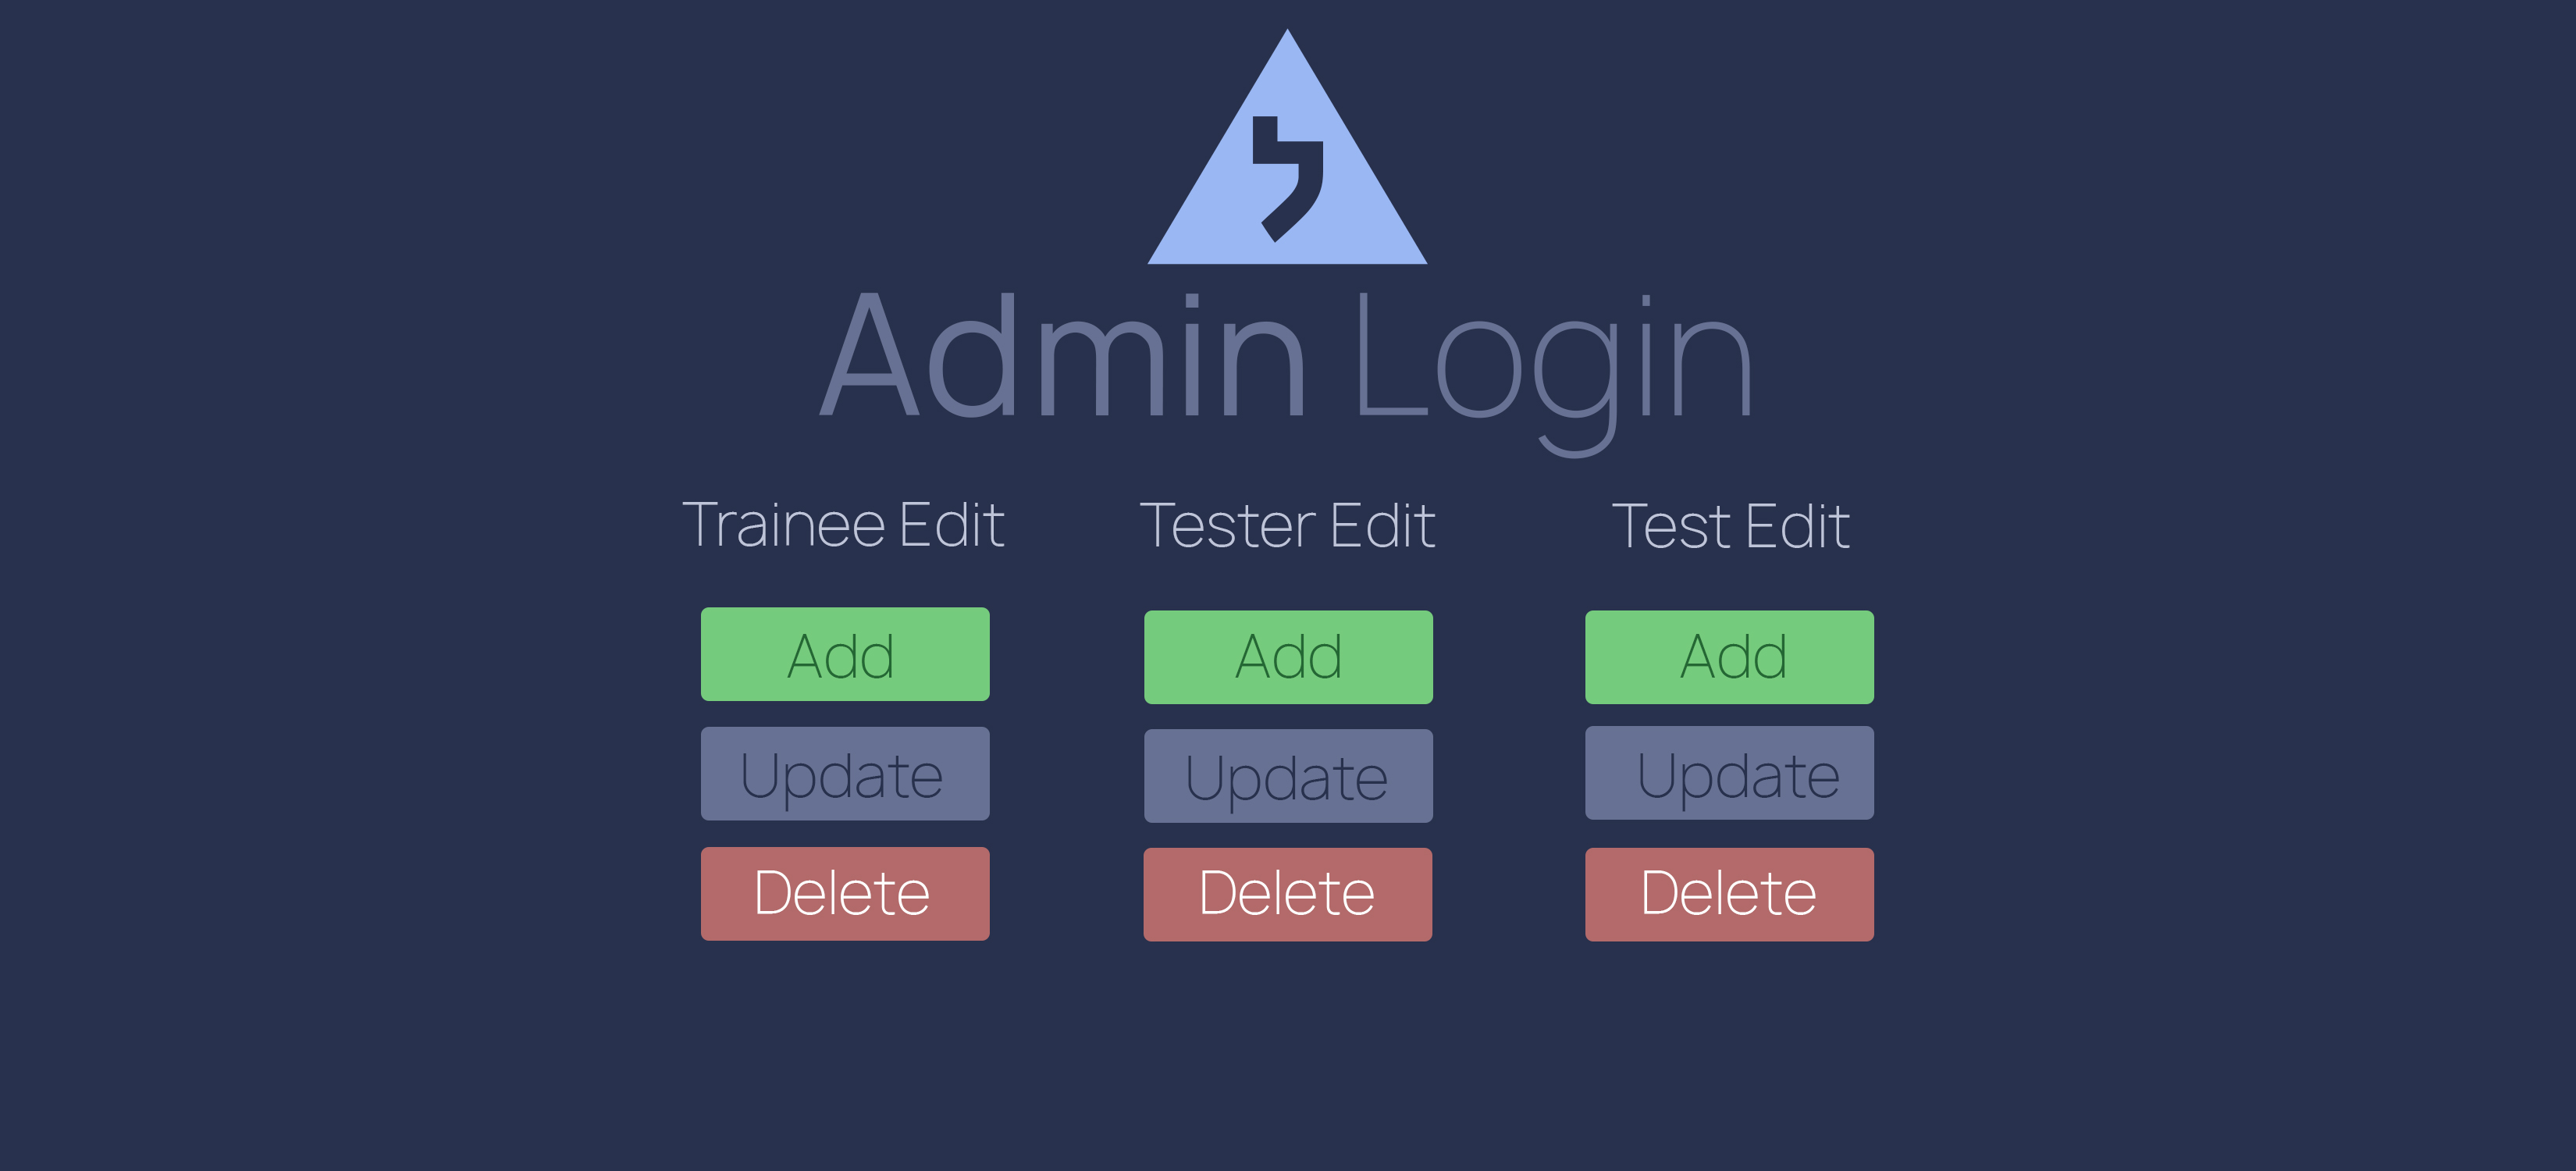 ל
Admin Login
Trainee Edit Tester Edit Test Edit
Add Add Add
Update Update Update
Delete Delete Delete